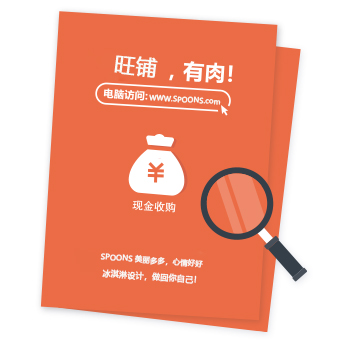 旺铺，有肉!
电脑访问:www.SPOONS.com
¥
现金收购
SPOONS 美丽多多，心情好好
冰淇淋设计，做回你自己!